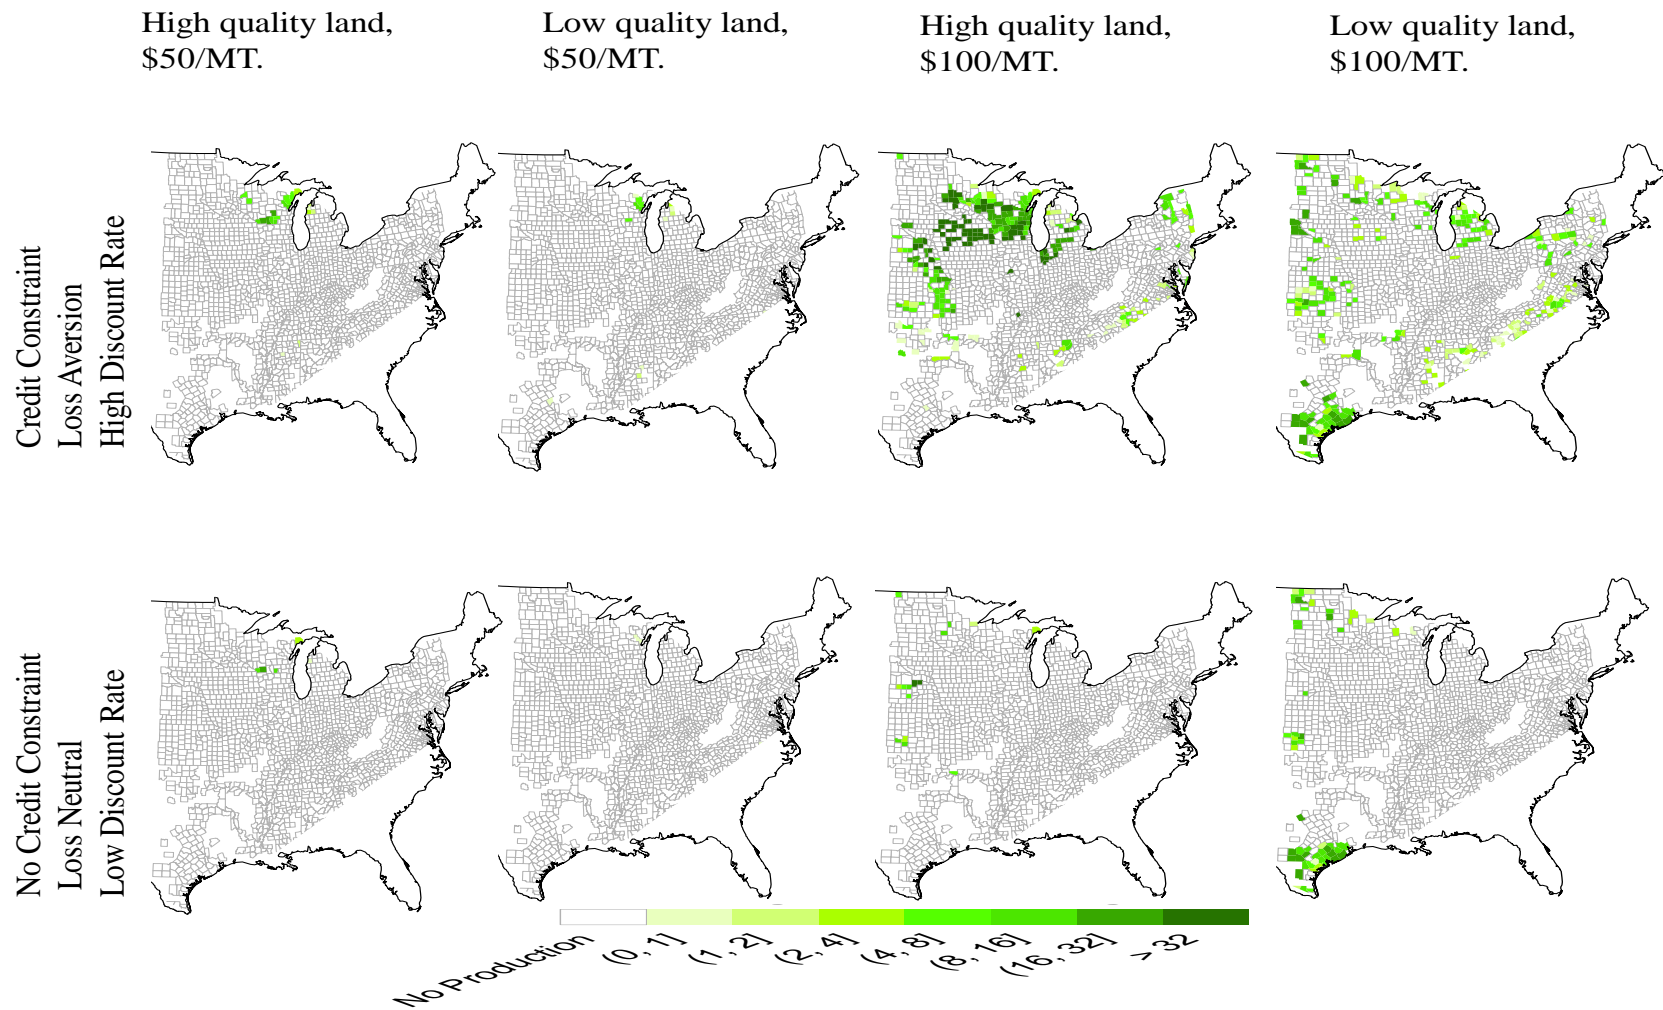 High quality land,
$50/MT.
Low quality land,
$50/MT.
High quality land,
$100/MT.
Low quality land,
$100/MT.
Credit Constraint
Loss Aversion
High Discount Rate
No Credit Constraint
Loss Neutral
Low Discount Rate
No Production
(0, 1]
(1, 2]
(2, 4]
(4, 8]
(8, 16]
(16, 32]
> 32